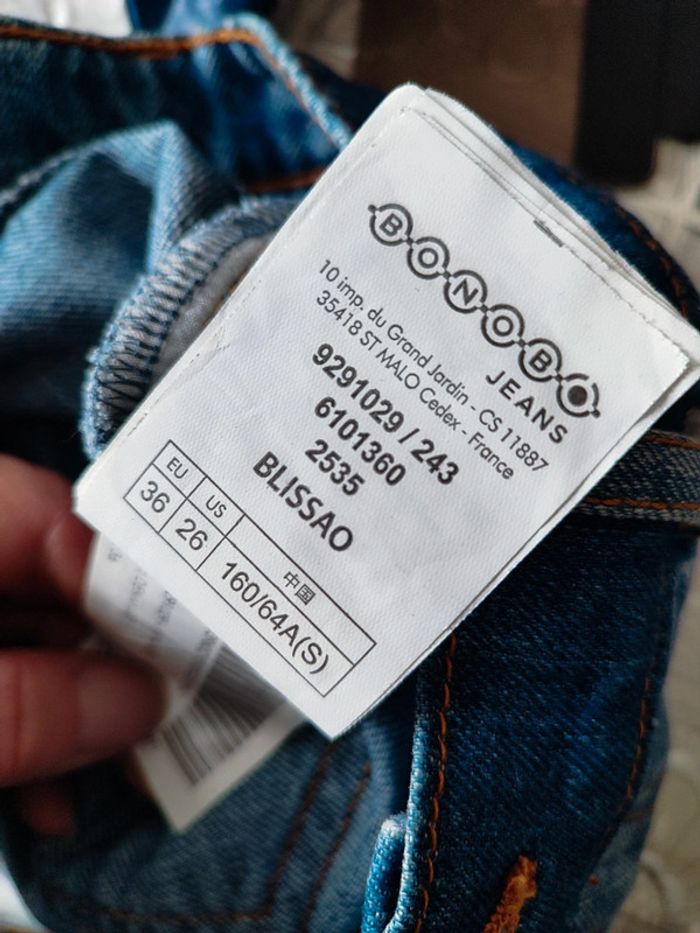 BONOBO
JEANS
10 imp. du Grand Jardin - CS 11887
35418 ST MALO Cedex - France
9291029 / 243
6101360
2535
BLISSAO
EU US 中国
36 26 160/64A(S)